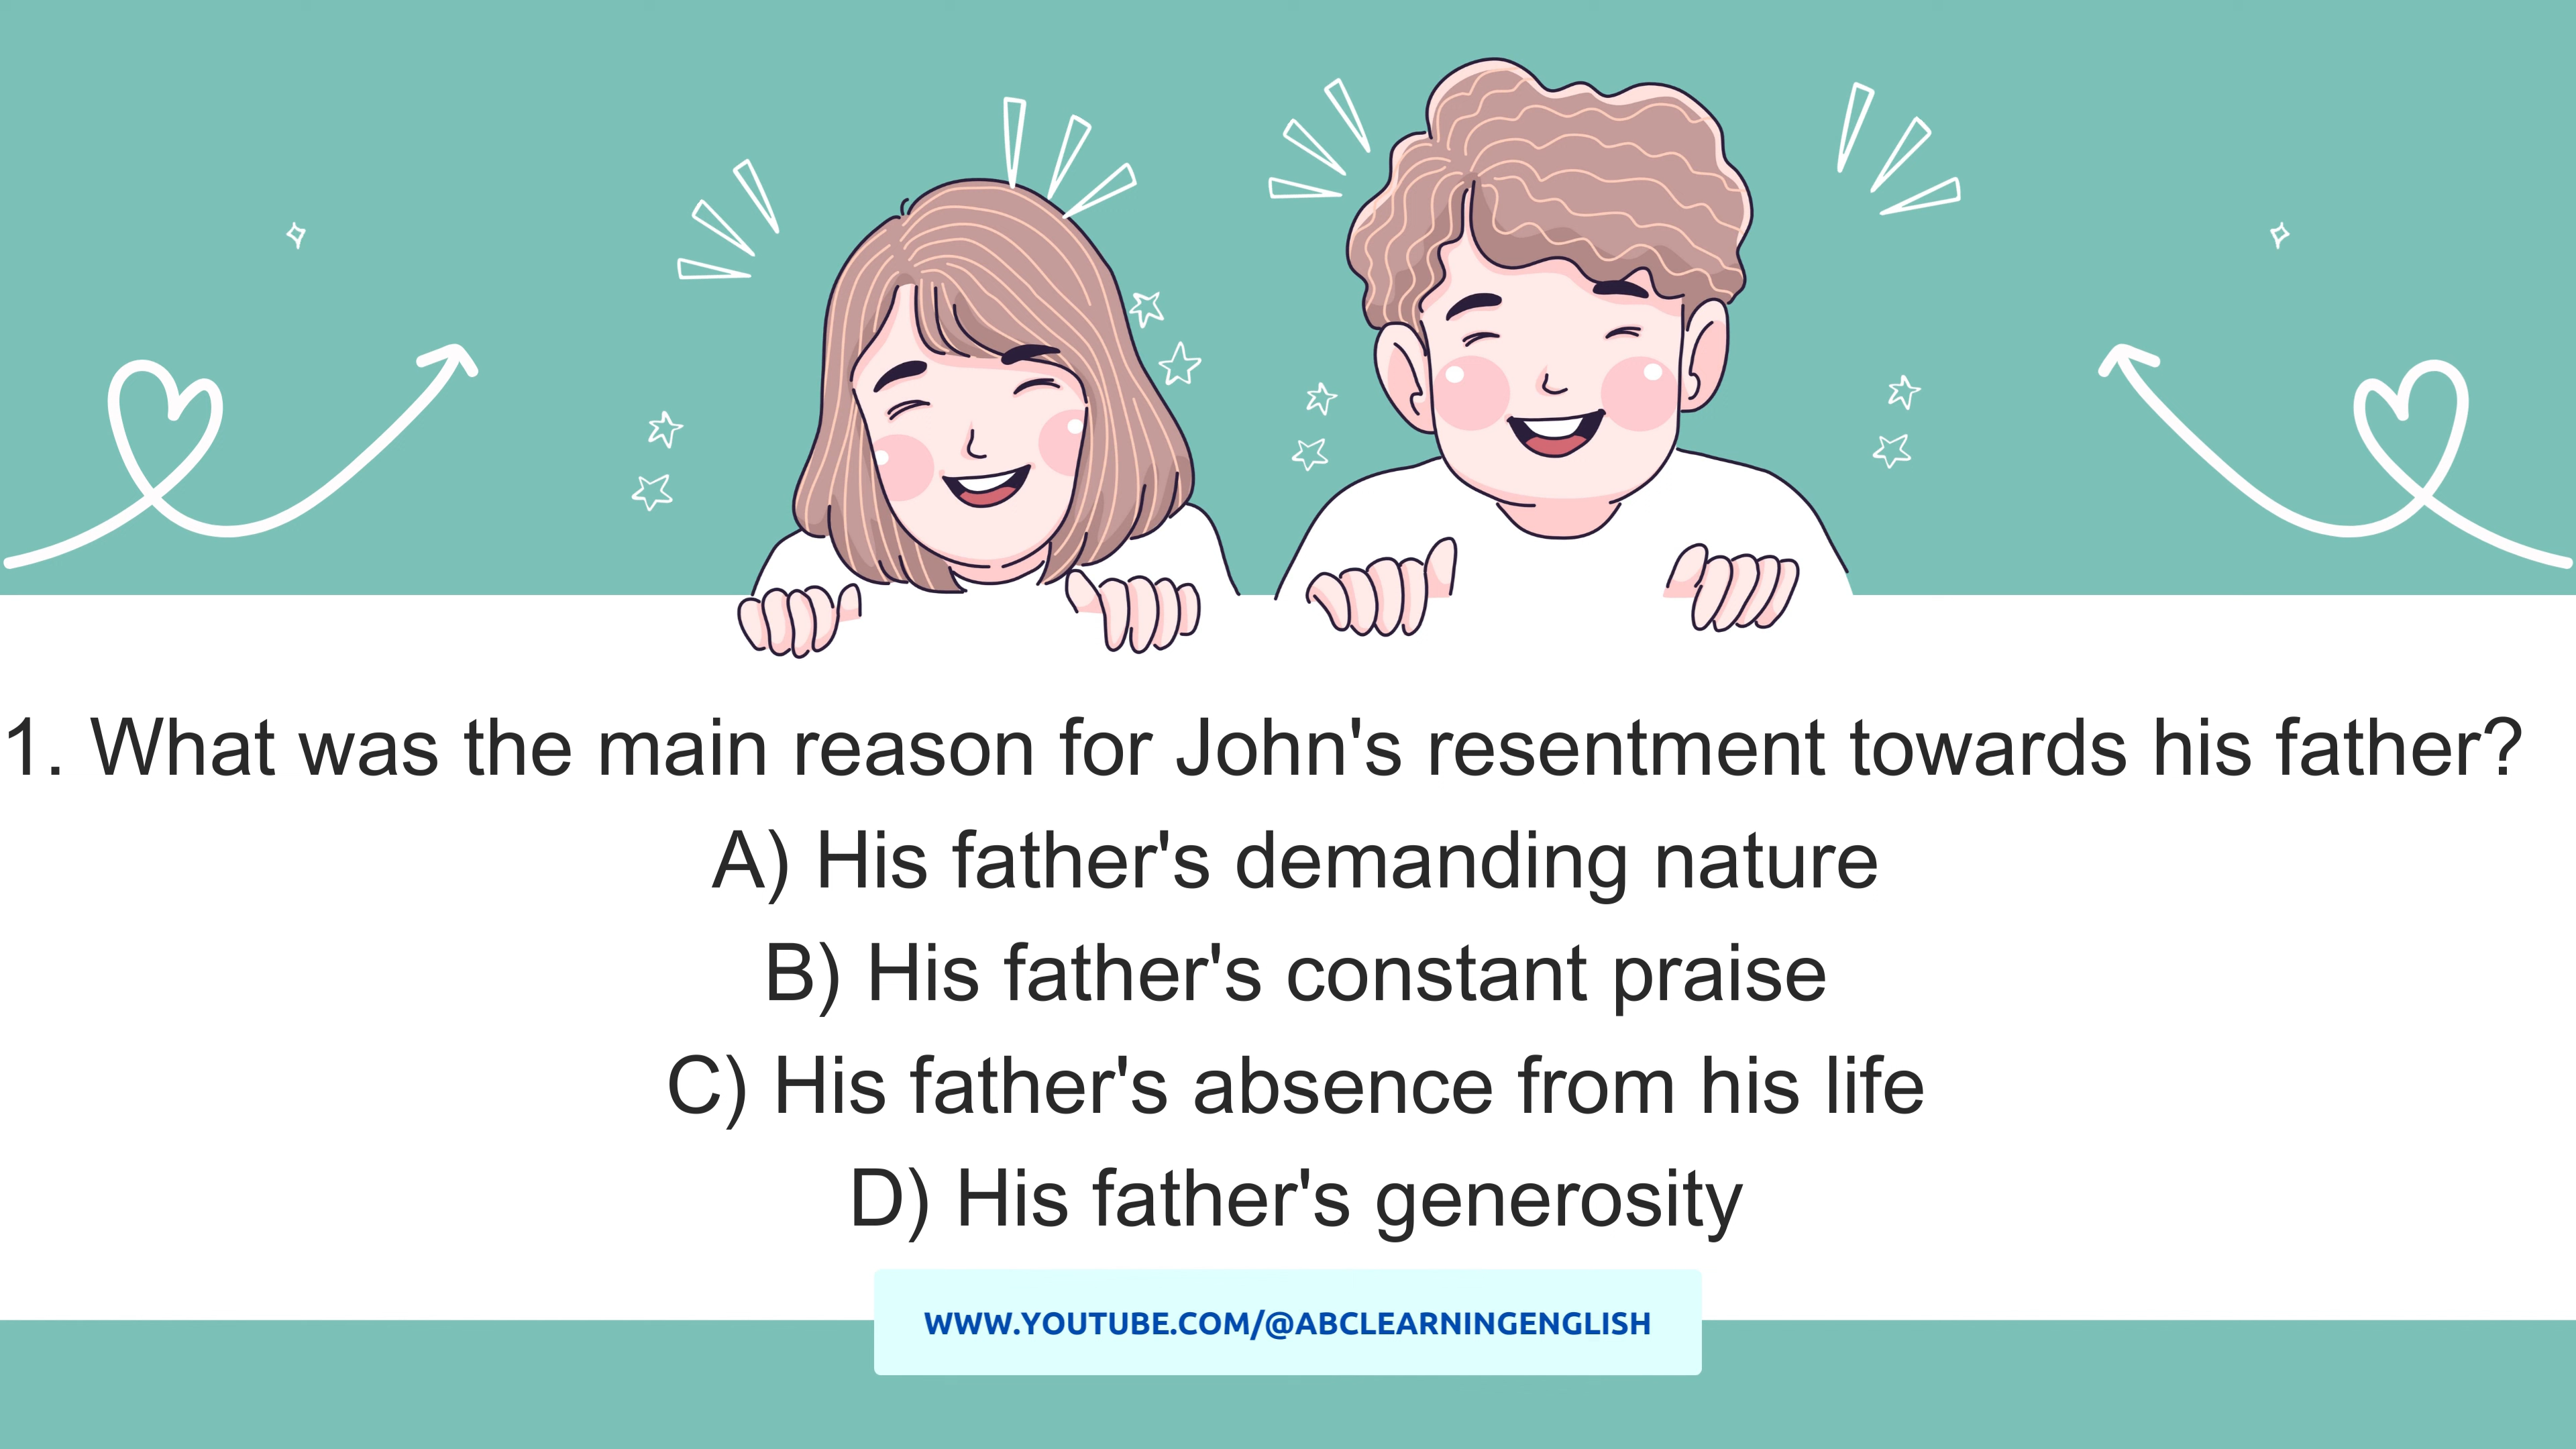 1. What was the main reason for John's resentment towards his father?
A) His father's demanding nature
B) His father's constant praise
C) His father's absence from his life
D) His father's generosity
WWW.YOUTUBE.COM/@ABCLEARNINGENGLISH